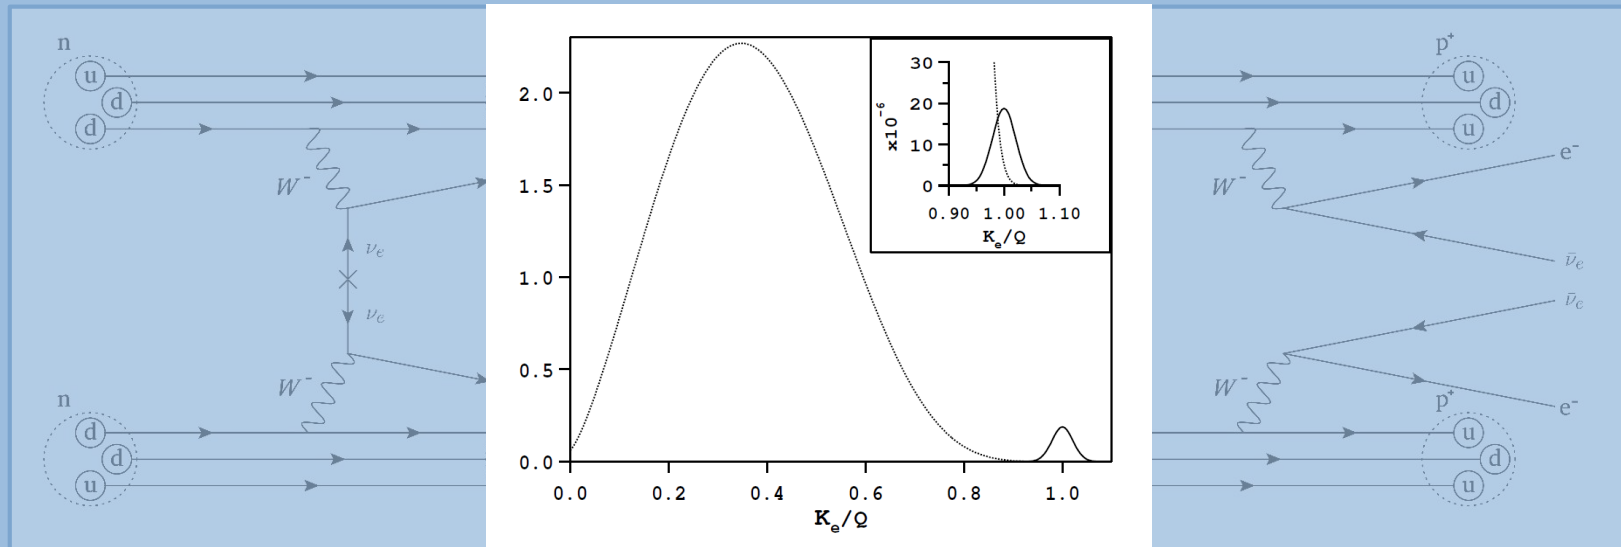 n
u
d
d
W⁻
νₑ
νₑ
W⁻
n
d
d
u
2.0
1.5
1.0
0.5
0.0
0.0 0.2 0.4 0.6 0.8 1.0
Kₑ/Q
30
20
10
0
x10⁻⁶
0.90 1.00 1.10
Kₑ/Q
p⁺
u
d
u
e⁻
W⁻
ν̄ₑ
ν̄ₑ
W⁻
e⁻
p⁺
u
d
u